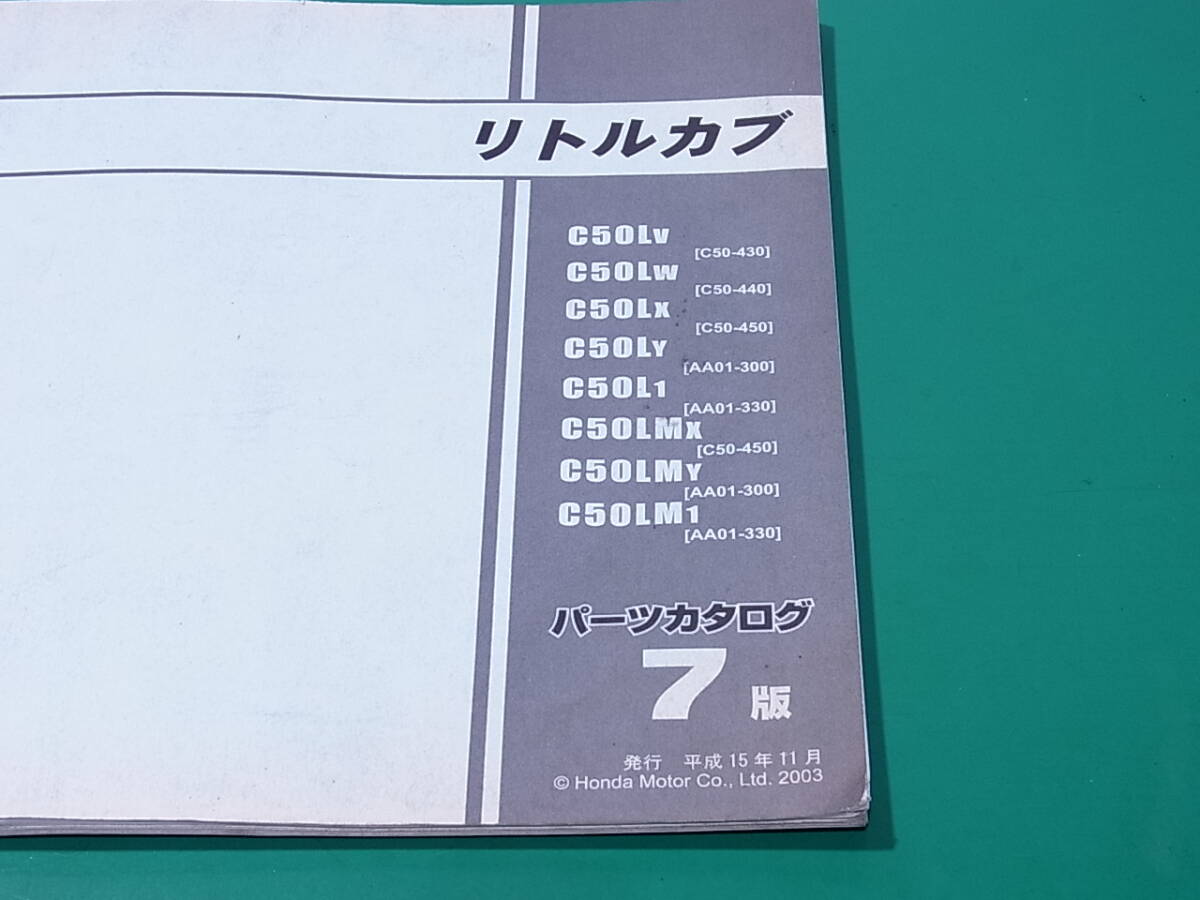 リトルカブ
C50LV
[C50-430]
C50LW
[C50-440]
C50LX
[C50-450]
C50LY
[AA01-300]
C50L1
[AA01-330]
C50LMX
[C50-450]
C50LMY
[AA01-300]
C50LM1
[AA01-330]
パーツカタログ
7 版
発行 平成 15 年 11 月
© Honda Motor Co., Ltd. 2003